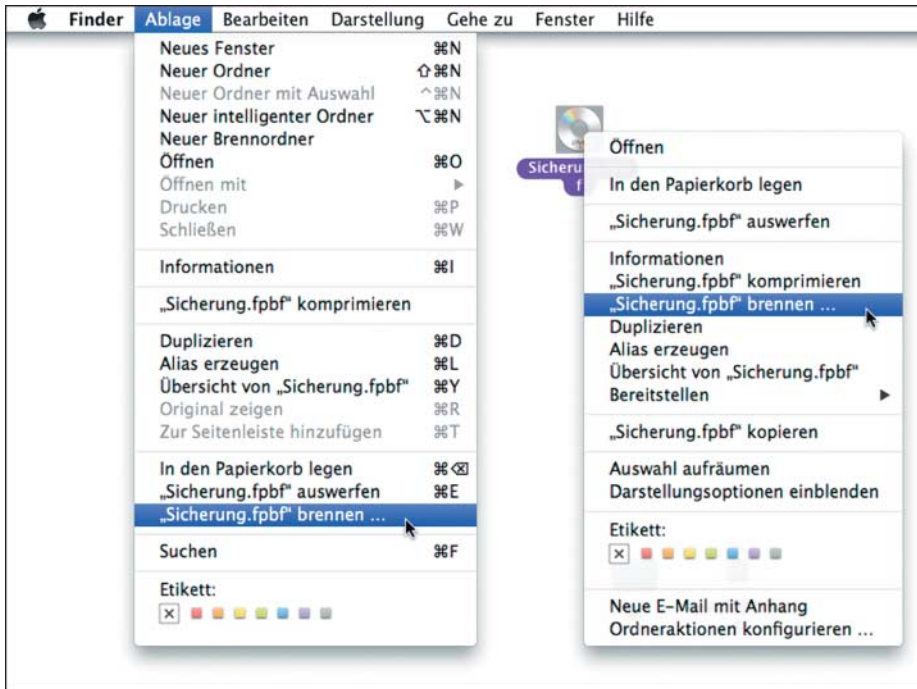 Finder Ablage Bearbeiten Darstellung Gehe zu Fenster Hilfe
Neues Fenster ⌘N
Neuer Ordner ⇧⌘N
Neuer Ordner mit Auswahl ^⌘N
Neuer intelligenter Ordner ⌥⌘N
Neuer Brennordner
Öffnen ⌘O
Öffnen mit ▶
Drucken ⌘P
Schließen ⌘W
Informationen ⌘I
„Sicherung.fpbf“ komprimieren
Duplizieren ⌘D
Alias erzeugen ⌘L
Übersicht von „Sicherung.fpbf“ ⌘Y
Original zeigen ⌘R
Zur Seitenleiste hinzufügen ⌘T
In den Papierkorb legen ⌘⌫
„Sicherung.fpbf“ auswerfen ⌘E
„Sicherung.fpbf“ brennen ...
Suchen ⌘F
Etikett:
Öffnen
In den Papierkorb legen
„Sicherung.fpbf“ auswerfen
Informationen
„Sicherung.fpbf“ komprimieren
„Sicherung.fpbf“ brennen ...
Duplizieren
Alias erzeugen
Übersicht von „Sicherung.fpbf“
Bereitstellen ▶
„Sicherung.fpbf“ kopieren
Auswahl aufräumen
Darstellungsoptionen einblenden
Etikett:
Neue E-Mail mit Anhang
Ordneraktionen konfigurieren ...